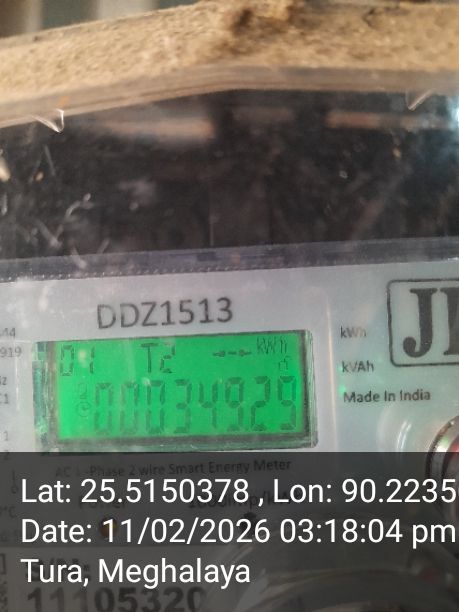 DDZ1513
01 T2 --- kWh
00034929
kWh
kVAh
Made In India
AC 1-Phase 2 wire Smart Energy Meter
Lat: 25.5150378 , Lon: 90.2235
Date: 11/02/2026 03:18:04 pm
Tura, Meghalaya